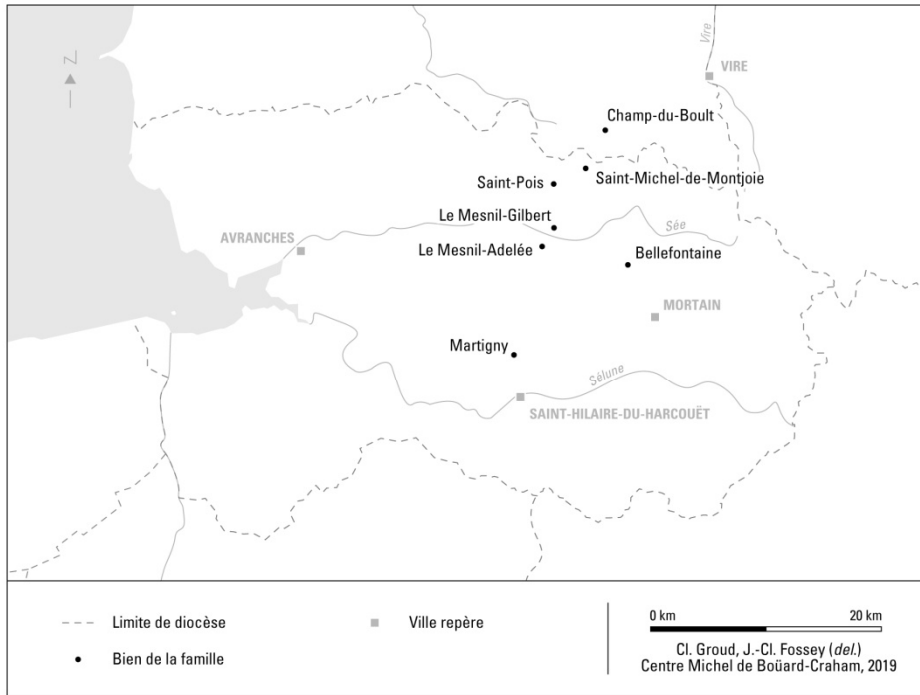 Vire
N
VIRE
Champ-du-Boult
Saint-Michel-de-Montjoie
Saint-Pois
Le Mesnil-Gilbert
Sée
AVRANCHES
Le Mesnil-Adelée
Bellefontaine
MORTAIN
Martigny
Sélune
SAINT-HILAIRE-DU-HARCOUËT
Limite de diocèse
Ville repère
Bien de la famille
0 km 20 km
Cl. Groud, J.-Cl. Fossey (del.)
Centre Michel de Boüard-Craham, 2019